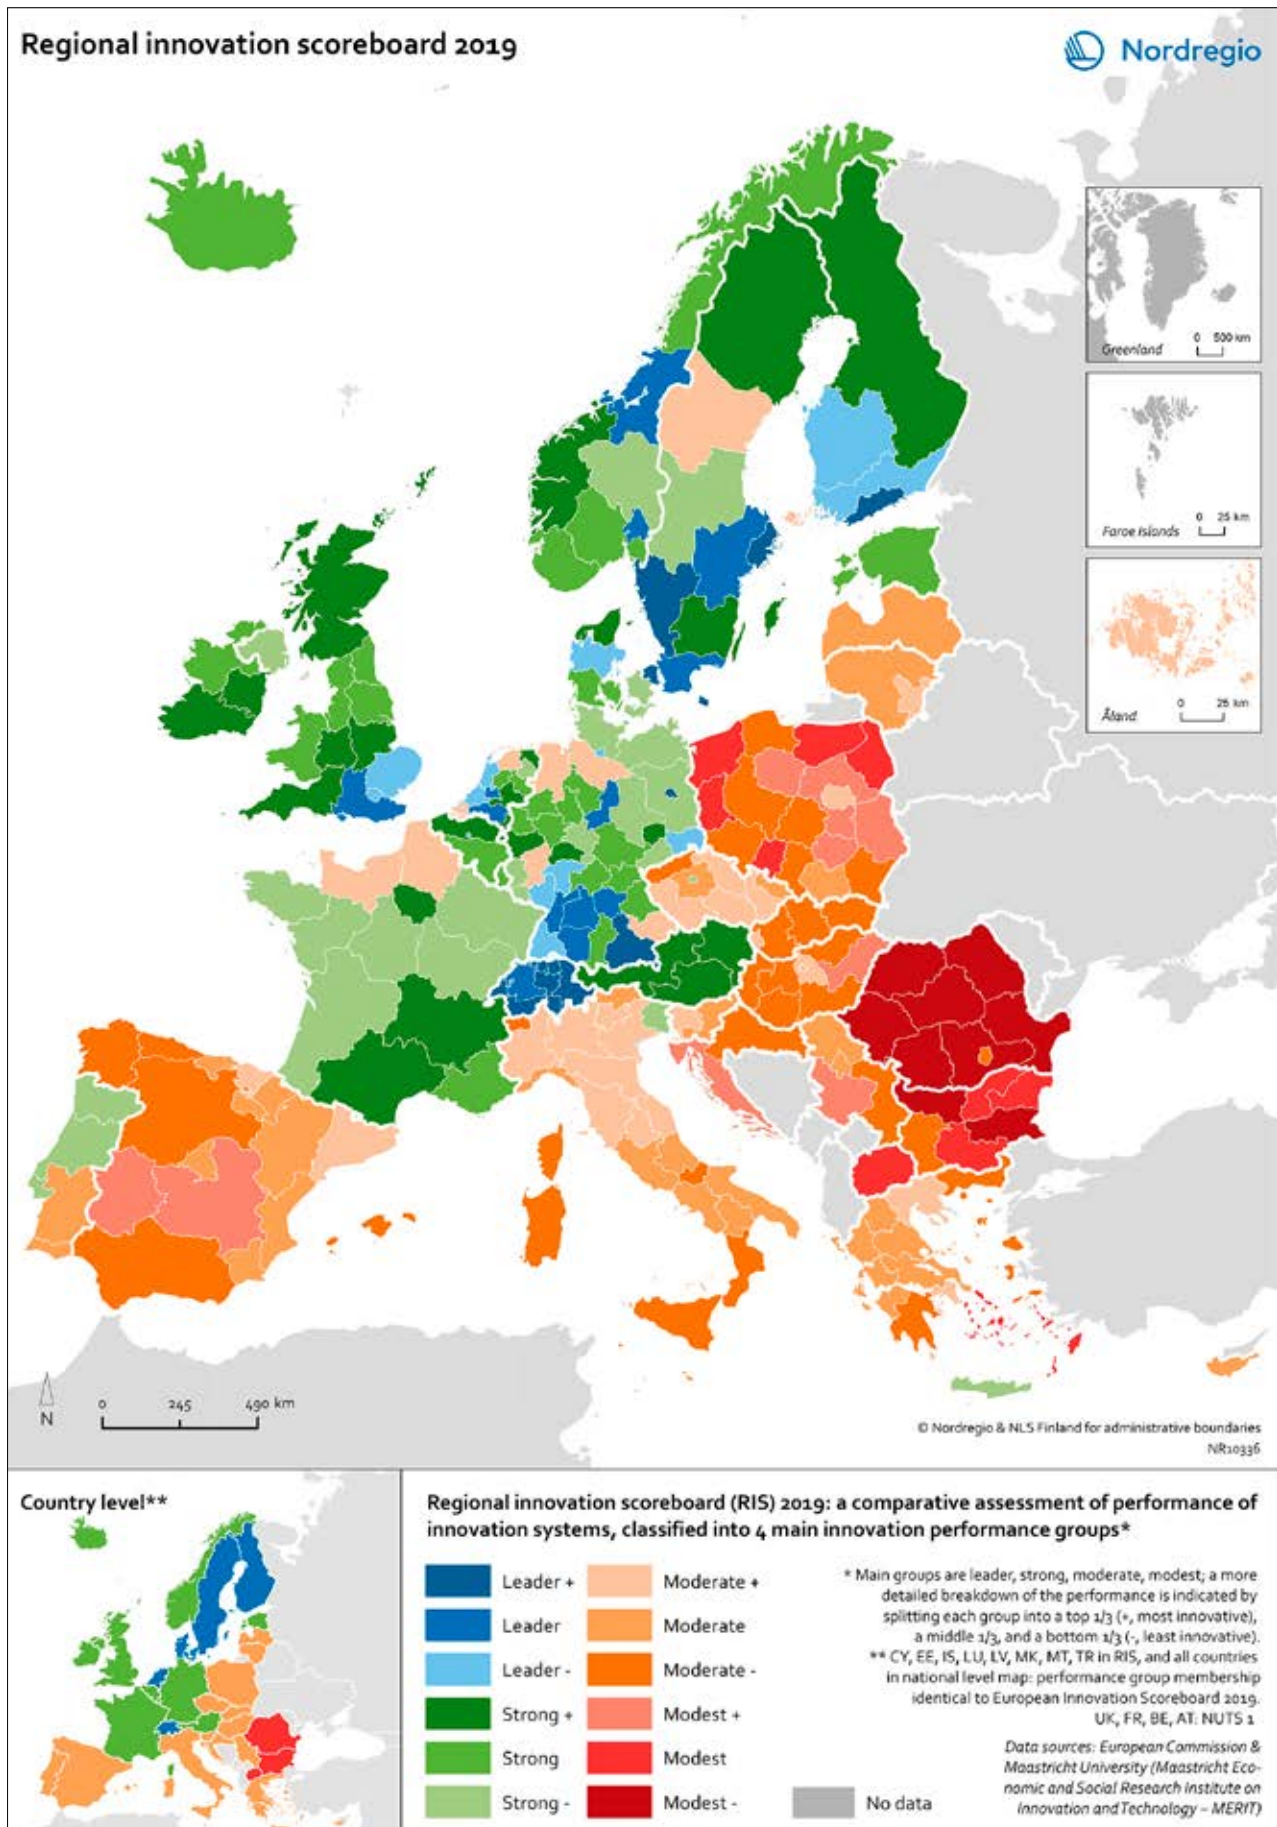 Regional innovation scoreboard 2019
Nordregio
Greenland
0 500 km
Faroe Islands
0 25 km
Åland
0 25 km
N
0 245 490 km
© Nordregio & NLS Finland for administrative boundaries
NR10336
Country level**
Regional innovation scoreboard (RIS) 2019: a comparative assessment of performance of
innovation systems, classified into 4 main innovation performance groups*
Leader +
Leader
Leader -
Strong +
Strong
Strong -
Moderate +
Moderate
Moderate -
Modest +
Modest
Modest -
No data
* Main groups are leader, strong, moderate, modest; a more
detailed breakdown of the performance is indicated by
splitting each group into a top 1/3 (+, most innovative),
a middle 1/3, and a bottom 1/3 (-, least innovative).
** CY, EE, IS, LU, LV, MK, MT, TR in RIS, and all countries
in national level map: performance group membership
identical to European Innovation Scoreboard 2019.
UK, FR, BE, AT: NUTS 1
Data sources: European Commission &
Maastricht University (Maastricht Eco-
nomic and Social Research Institute on
Innovation and Technology – MERIT)